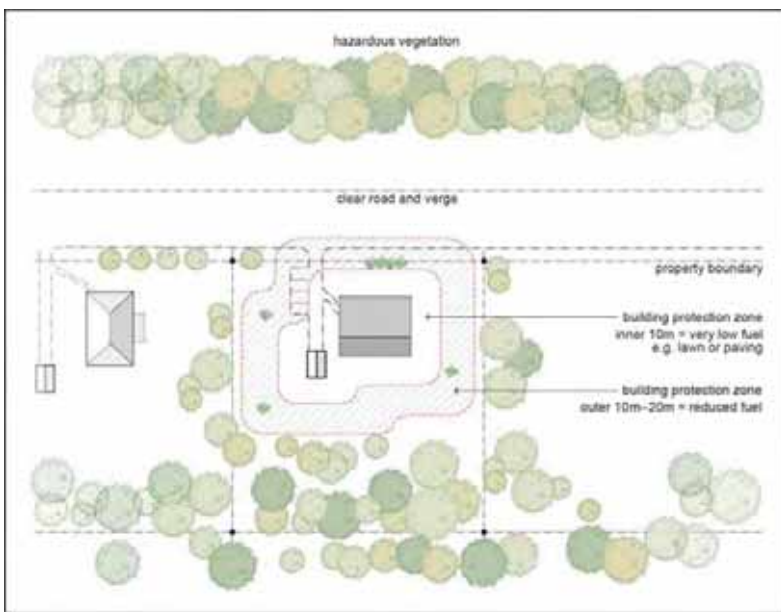 hazardous vegetation
clear road and verge
property boundary
building protection zone
inner 10m = very low fuel
e.g. lawn or paving
building protection zone
outer 10m-20m = reduced fuel